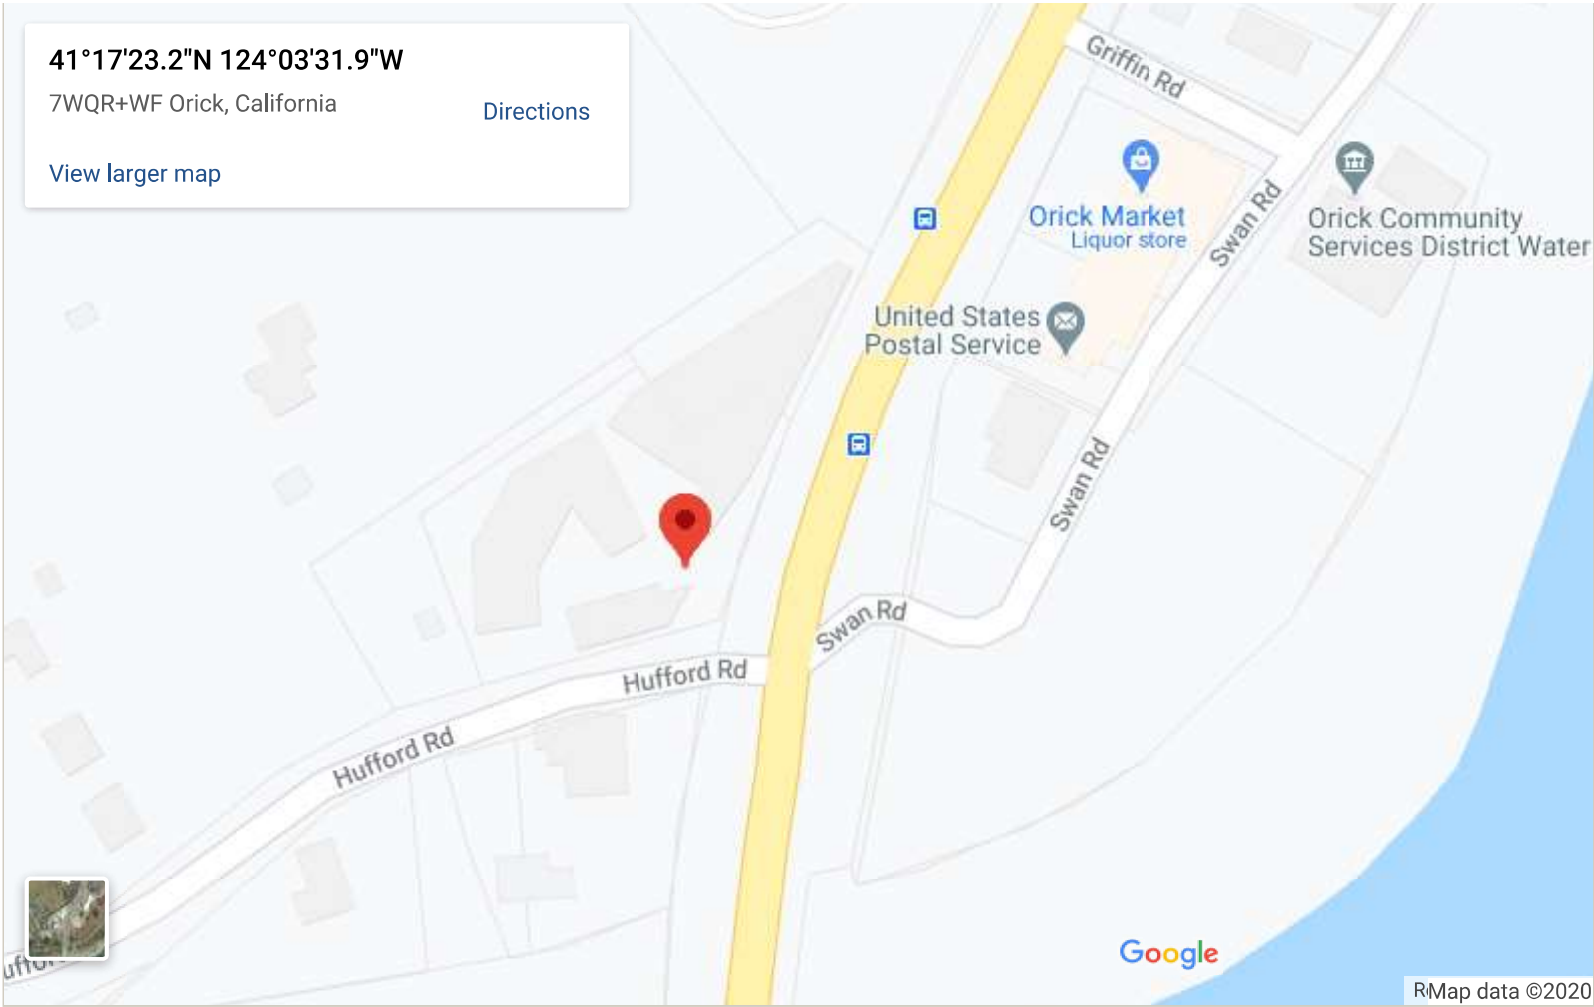 41°17'23.2"N 124°03'31.9"W
7WQR+WF Orick, California
Directions
View larger map
Griffin Rd
Orick Market
Liquor store
Swan Rd
Orick Community
Services District Water
United States
Postal Service
Swan Rd
Swan Rd
Hufford Rd
Hufford Rd
Google
Map data ©2020